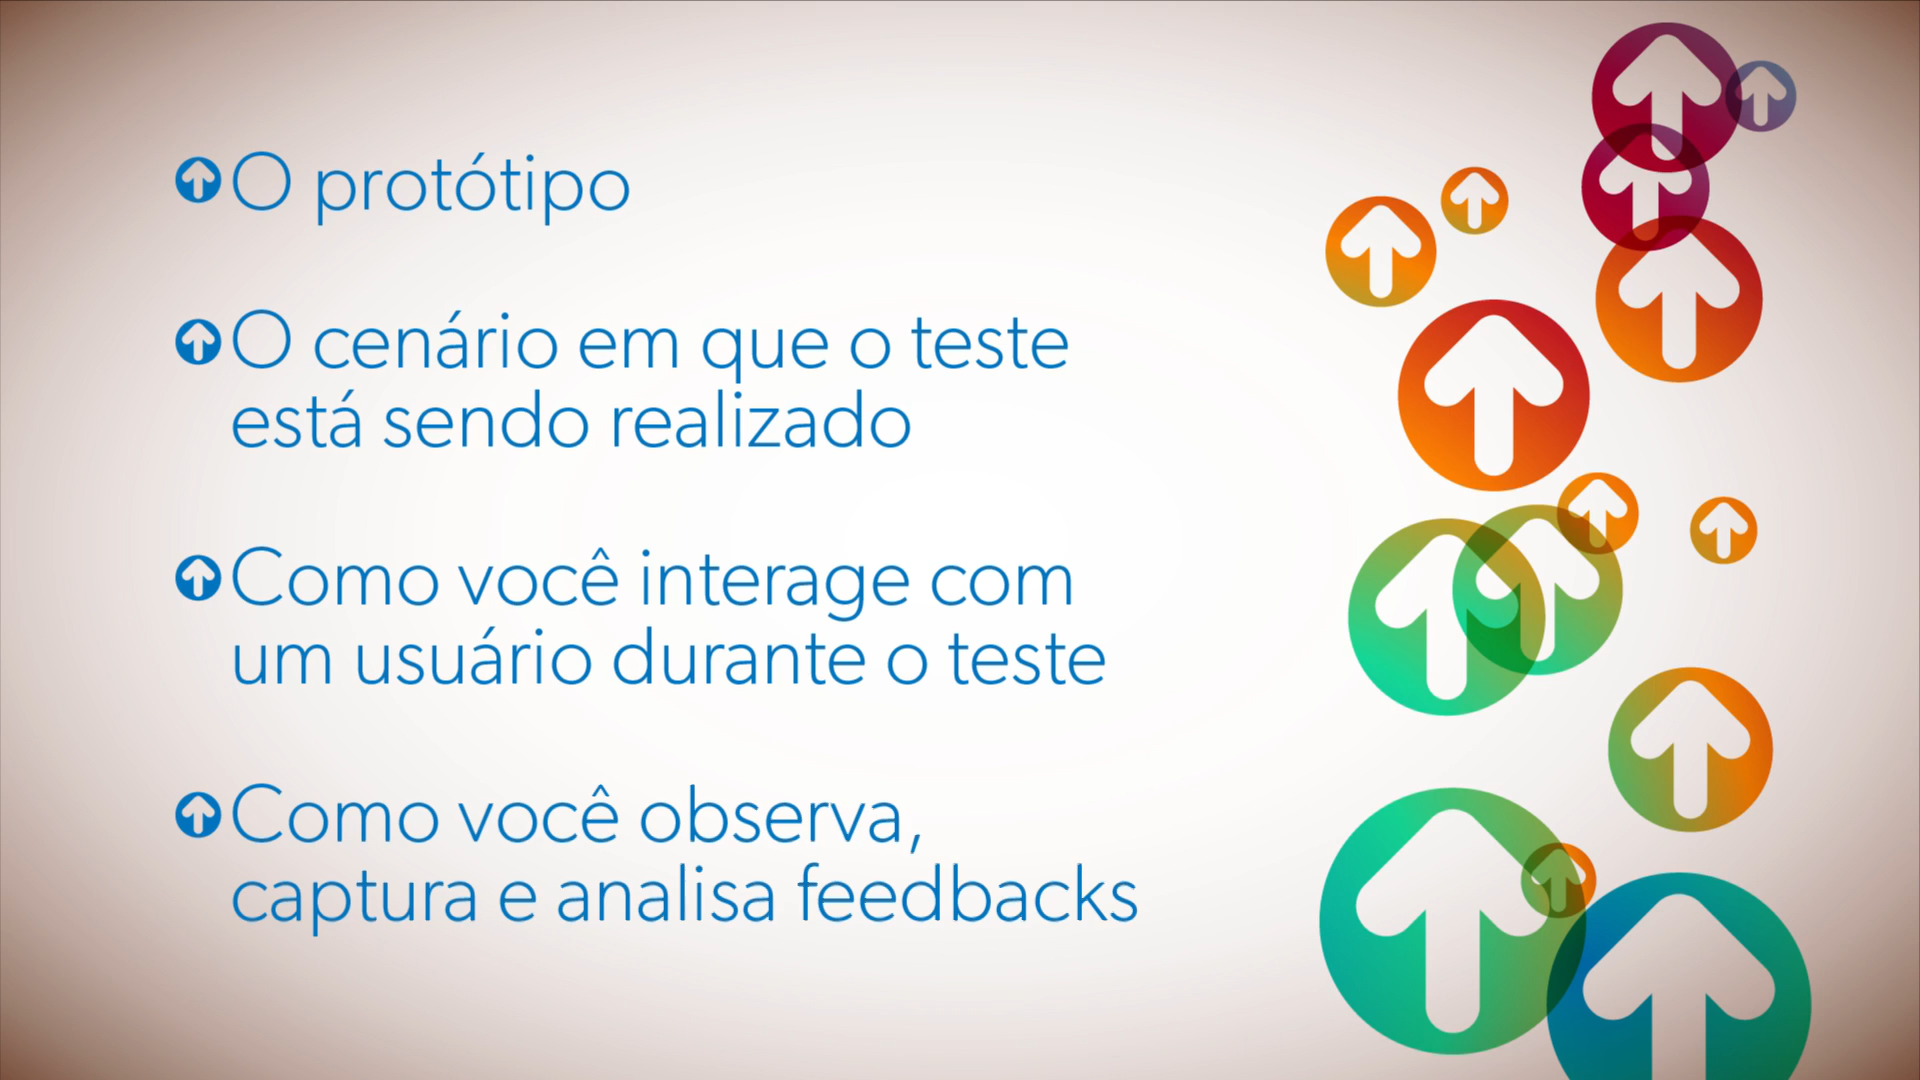 O protótipo
O cenário em que o teste
está sendo realizado
Como você interage com
um usuário durante o teste
Como você observa,
captura e analisa feedbacks